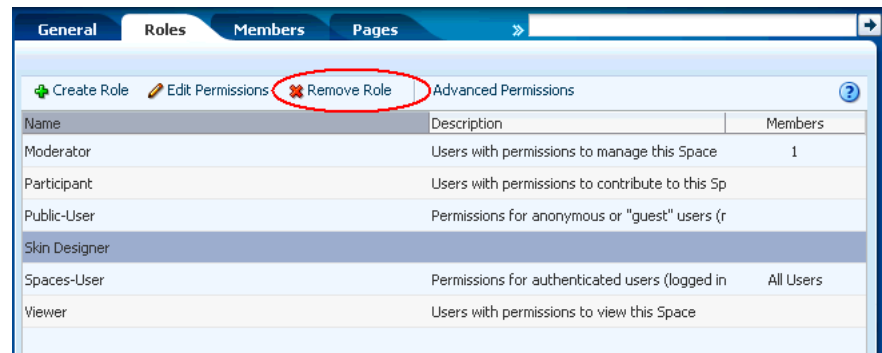 General Roles Members Pages »
Create Role Edit Permissions Remove Role Advanced Permissions ?
Name Description Members
Moderator Users with permissions to manage this Space 1
Participant Users with permissions to contribute to this Sp
Public-User Permissions for anonymous or "guest" users (r
Skin Designer
Spaces-User Permissions for authenticated users (logged in All Users
Viewer Users with permissions to view this Space